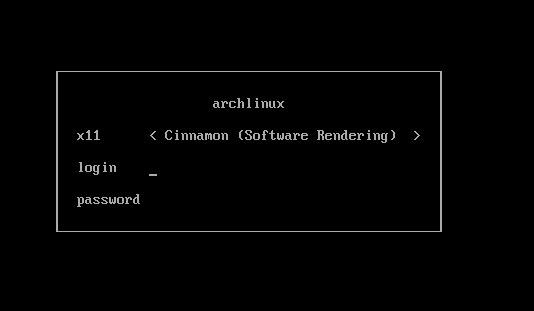 archlinux
x11 < Cinnamon (Software Rendering) >
login _
password